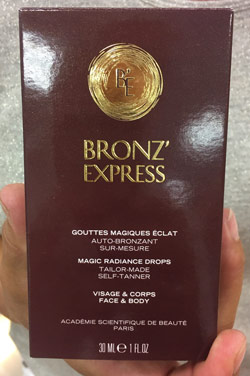 BE
BRONZ'
EXPRESS
GOUTTES MAGIQUES ÉCLAT
AUTO-BRONZANT
SUR-MESURE
MAGIC RADIANCE DROPS
TAILOR-MADE
SELF-TANNER
VISAGE & CORPS
FACE & BODY
ACADÉMIE SCIENTIFIQUE DE BEAUTÉ
PARIS
30 ML ℮ 1 FL.OZ